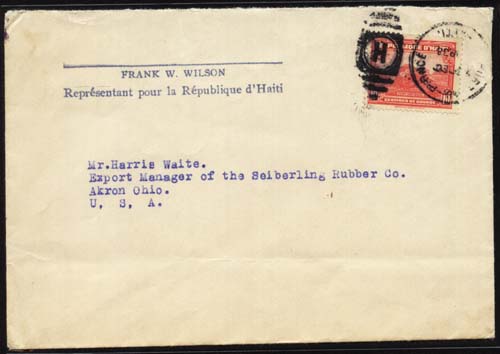 FRANK W. WILSON
Représentant pour la République d'Haiti
H
Mr.Harris Waite.
Export Manager of the Seiberling Rubber Co.
Akron Ohio.
U. S. A.